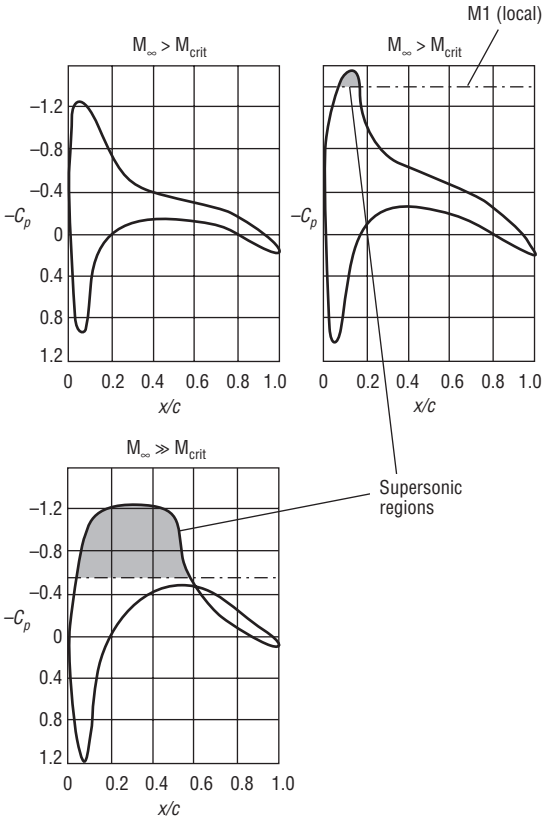 M1 (local)
M∞ > Mcrit
M∞ > Mcrit
–1.2
–0.8
–0.4
–Cp
0
0.4
0.8
1.2
0 0.2 0.4 0.6 0.8 1.0
x/c
–Cp
0 0.2 0.4 0.6 0.8 1.0
x/c
M∞ ≫ Mcrit
Supersonic
regions
–1.2
–0.8
–0.4
–Cp
0
0.4
0.8
1.2
0 0.2 0.4 0.6 0.8 1.0
x/c